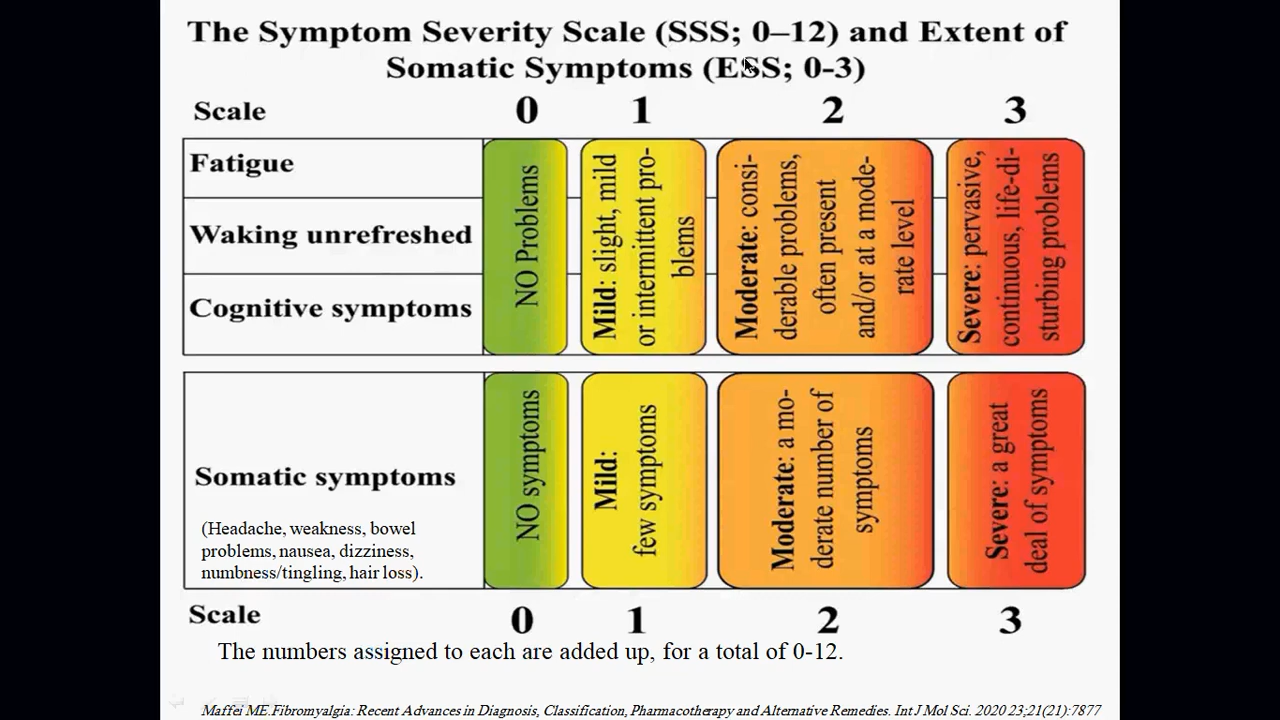 The Symptom Severity Scale (SSS; 0–12) and Extent of
Somatic Symptoms (ESS; 0-3)
Scale 0 1 2 3
Fatigue
Waking unrefreshed
Cognitive symptoms
NO Problems
Mild: slight, mild
or intermittent pro-
blems
Moderate: consi-
derable problems,
often present
and/or at a mode-
rate level
Severe: pervasive,
continuous, life-di-
sturbing problems
Somatic symptoms
(Headache, weakness, bowel
problems, nausea, dizziness,
numbness/tingling, hair loss).
NO symptoms
Mild:
few symptoms
Moderate: a mo-
derate number of
symptoms
Severe: a great
deal of symptoms
Scale 0 1 2 3
The numbers assigned to each are added up, for a total of 0-12.
Maffei ME.Fibromyalgia: Recent Advances in Diagnosis, Classification, Pharmacotherapy and Alternative Remedies. Int J Mol Sci. 2020 23;21(21):7877